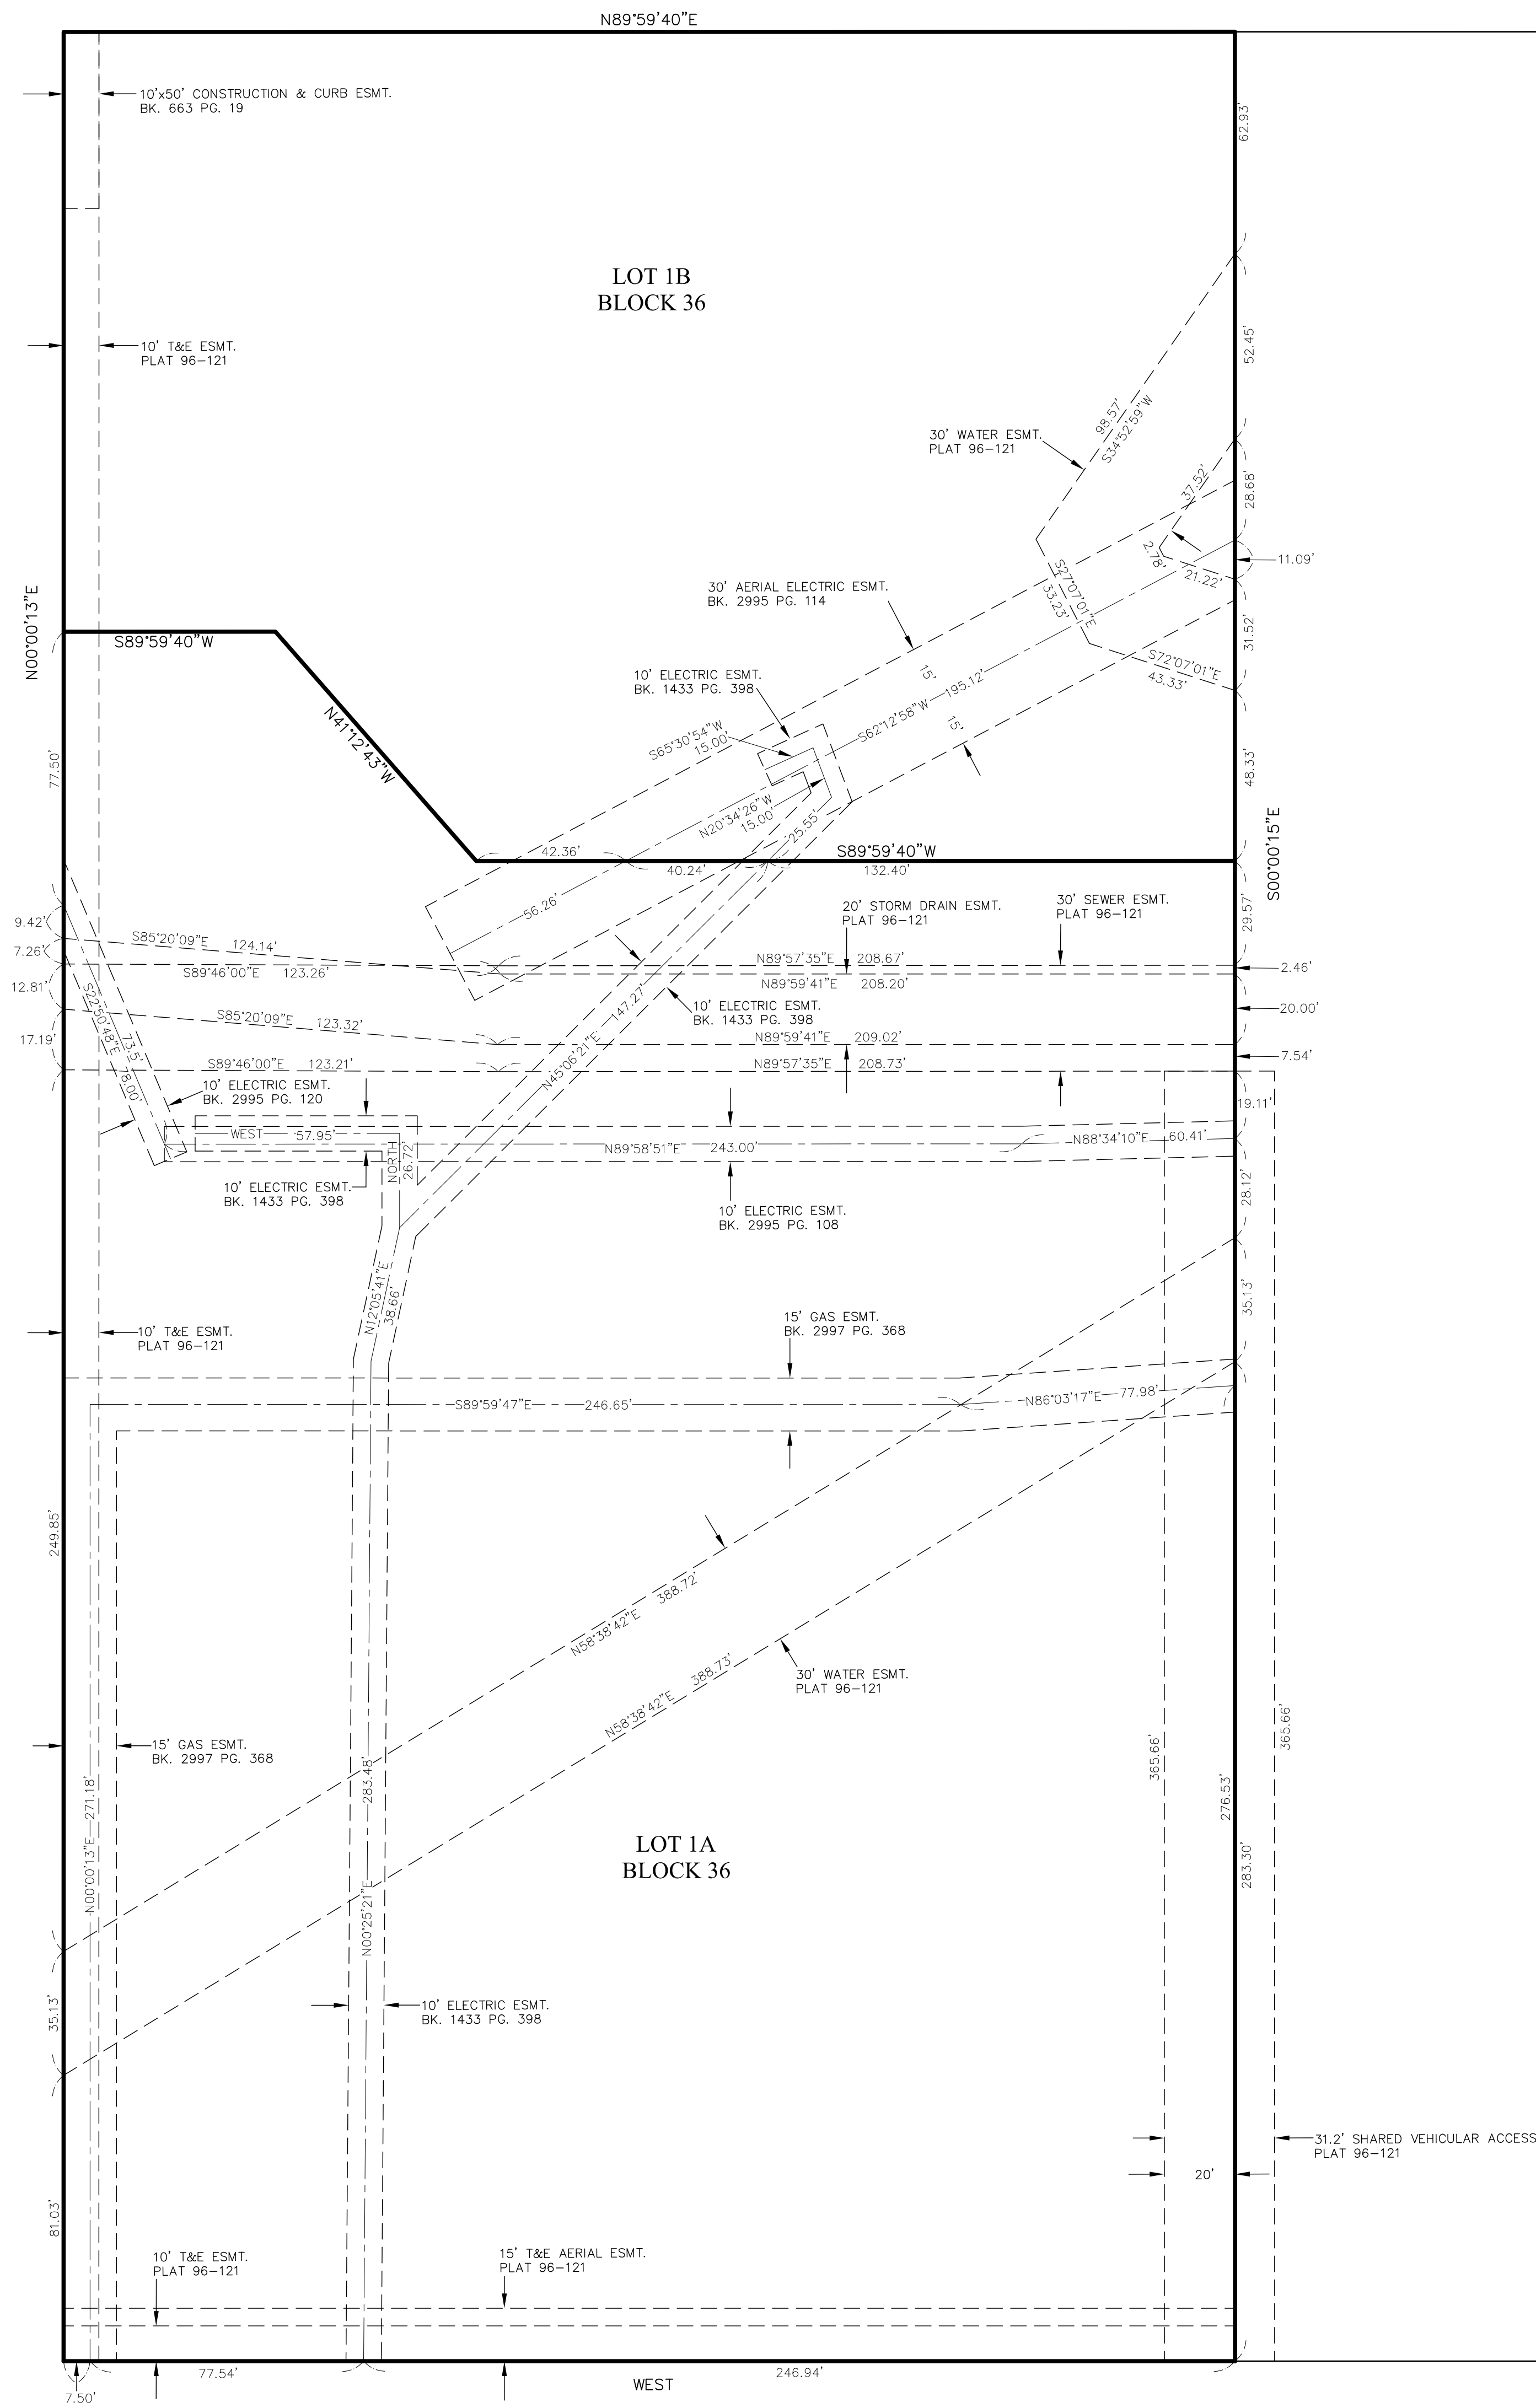 N89°59'40"E
10'x50' CONSTRUCTION & CURB ESMT.
BK. 663 PG. 19
62.93'
LOT 1B
BLOCK 36
10' T&E ESMT.
PLAT 96-121
52.45'
98.57'
S34°52'59"W
30' WATER ESMT.
PLAT 96-121
37.52'
28.68'
2.78'
21.22'
11.09'
S27°07'01"E
33.23'
30' AERIAL ELECTRIC ESMT.
BK. 2995 PG. 114
31.52'
N00°00'13"E
S89°59'40"W
S72°07'01"E
43.33'
10' ELECTRIC ESMT.
BK. 1433 PG. 398
15'
S62°12'58"W 195.12'
15'
S65°30'54"W
15.00'
N41°12'43"W
77.50'
48.33'
N20°34'26"W
15.00'
25.55'
S00°00'15"E
42.36'
40.24'
S89°59'40"W
132.40'
56.26'
20' STORM DRAIN ESMT.
PLAT 96-121
30' SEWER ESMT.
PLAT 96-121
29.57'
9.42'
7.26'
12.81'
17.19'
S85°20'09"E 124.14'
S89°46'00"E 123.26'
N89°57'35"E 208.67'
N89°59'41"E 208.20'
2.46'
20.00'
10' ELECTRIC ESMT.
BK. 1433 PG. 398
S85°20'09"E 123.32'
N89°59'41"E 209.02'
7.54'
S89°46'00"E 123.21'
N89°57'35"E 208.73'
S22°50'48"E
73.5'
78.00'
N45°06'21"E 147.27'
10' ELECTRIC ESMT.
BK. 2995 PG. 120
19.11'
WEST 57.95'
NORTH
26.72'
N89°58'51"E 243.00'
N88°34'10"E 60.41'
10' ELECTRIC ESMT.
BK. 1433 PG. 398
10' ELECTRIC ESMT.
BK. 2995 PG. 108
28.12'
N12°05'41"E
38.66'
35.13'
10' T&E ESMT.
PLAT 96-121
15' GAS ESMT.
BK. 2997 PG. 368
S89°59'47"E 246.65'
N86°03'17"E 77.98'
249.85'
N58°38'42"E 388.72'
30' WATER ESMT.
PLAT 96-121
N58°38'42"E 388.73'
15' GAS ESMT.
BK. 2997 PG. 368
365.66'
365.66'
276.53'
283.30'
N00°00'13"E 271.18'
283.48'
N00°25'21"E
LOT 1A
BLOCK 36
35.13'
10' ELECTRIC ESMT.
BK. 1433 PG. 398
31.2' SHARED VEHICULAR ACCESS
PLAT 96-121
20'
81.03'
10' T&E ESMT.
PLAT 96-121
15' T&E AERIAL ESMT.
PLAT 96-121
77.54'
246.94'
WEST
7.50'